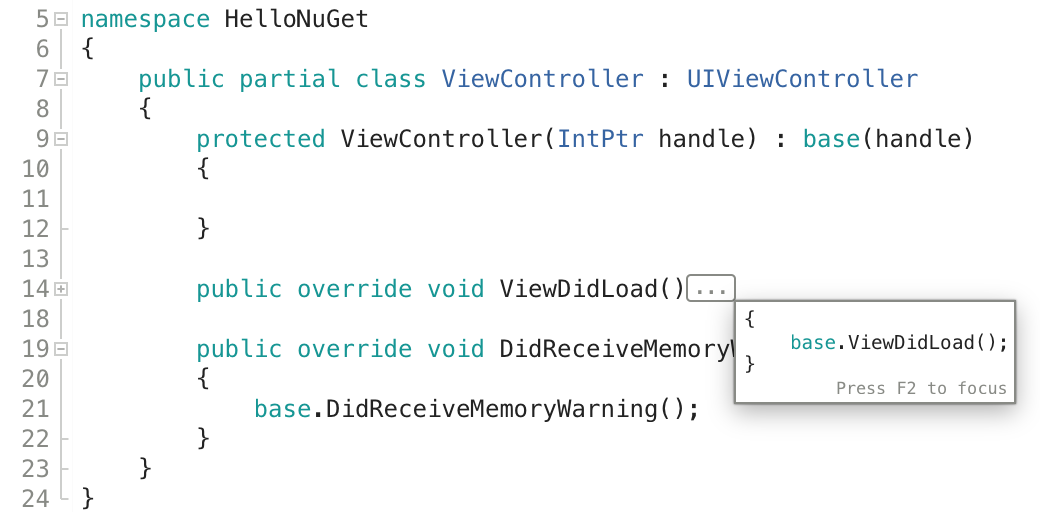 5 namespace HelloNuGet
6 {
7     public partial class ViewController : UIViewController
8     {
9         protected ViewController(IntPtr handle) : base(handle)
10         {
11
12         }
13
14         public override void ViewDidLoad()...
18
19         public override void DidReceiveMemory
20         {
21             base.DidReceiveMemoryWarning();
22         }
23     }
24 }
{
    base.ViewDidLoad();
}
Press F2 to focus